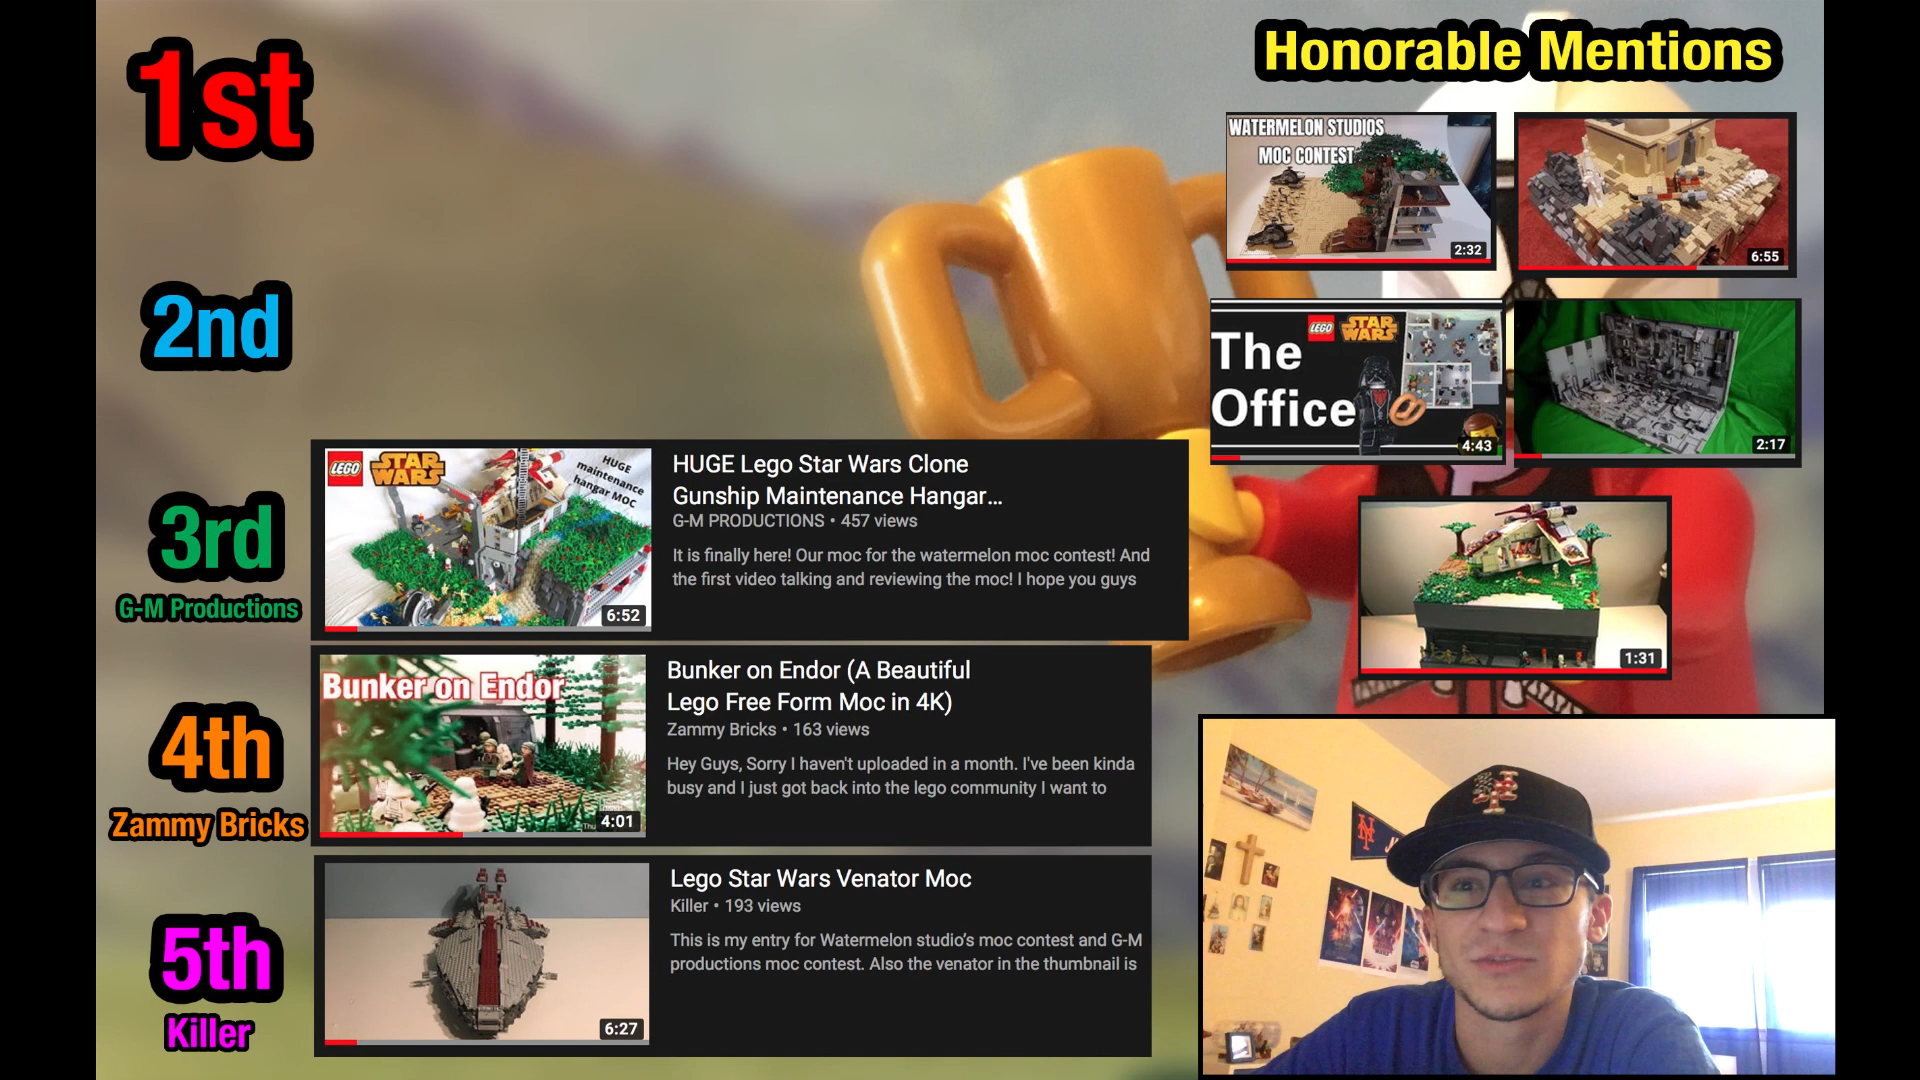 1st
2nd
3rd
G-M Productions
4th
Zammy Bricks
5th
Killer
LEGO STAR WARS
HUGE
maintenance
hangar MOC
6:52
HUGE Lego Star Wars Clone
Gunship Maintenance Hangar...
G-M PRODUCTIONS • 457 views
It is finally here! Our moc for the watermelon moc contest! And
the first video talking and reviewing the moc! I hope you guys
Bunker on Endor
4:01
Bunker on Endor (A Beautiful
Lego Free Form Moc in 4K)
Zammy Bricks • 163 views
Hey Guys, Sorry I haven't uploaded in a month. I've been kinda
busy and I just got back into the lego community I want to
6:27
Lego Star Wars Venator Moc
Killer • 193 views
This is my entry for Watermelon studio's moc contest and G-M
productions moc contest. Also the venator in the thumbnail is
Honorable Mentions
WATERMELON STUDIOS
MOC CONTEST
2:32
6:55
LEGO STAR WARS
The
Office
4:43
2:17
1:31